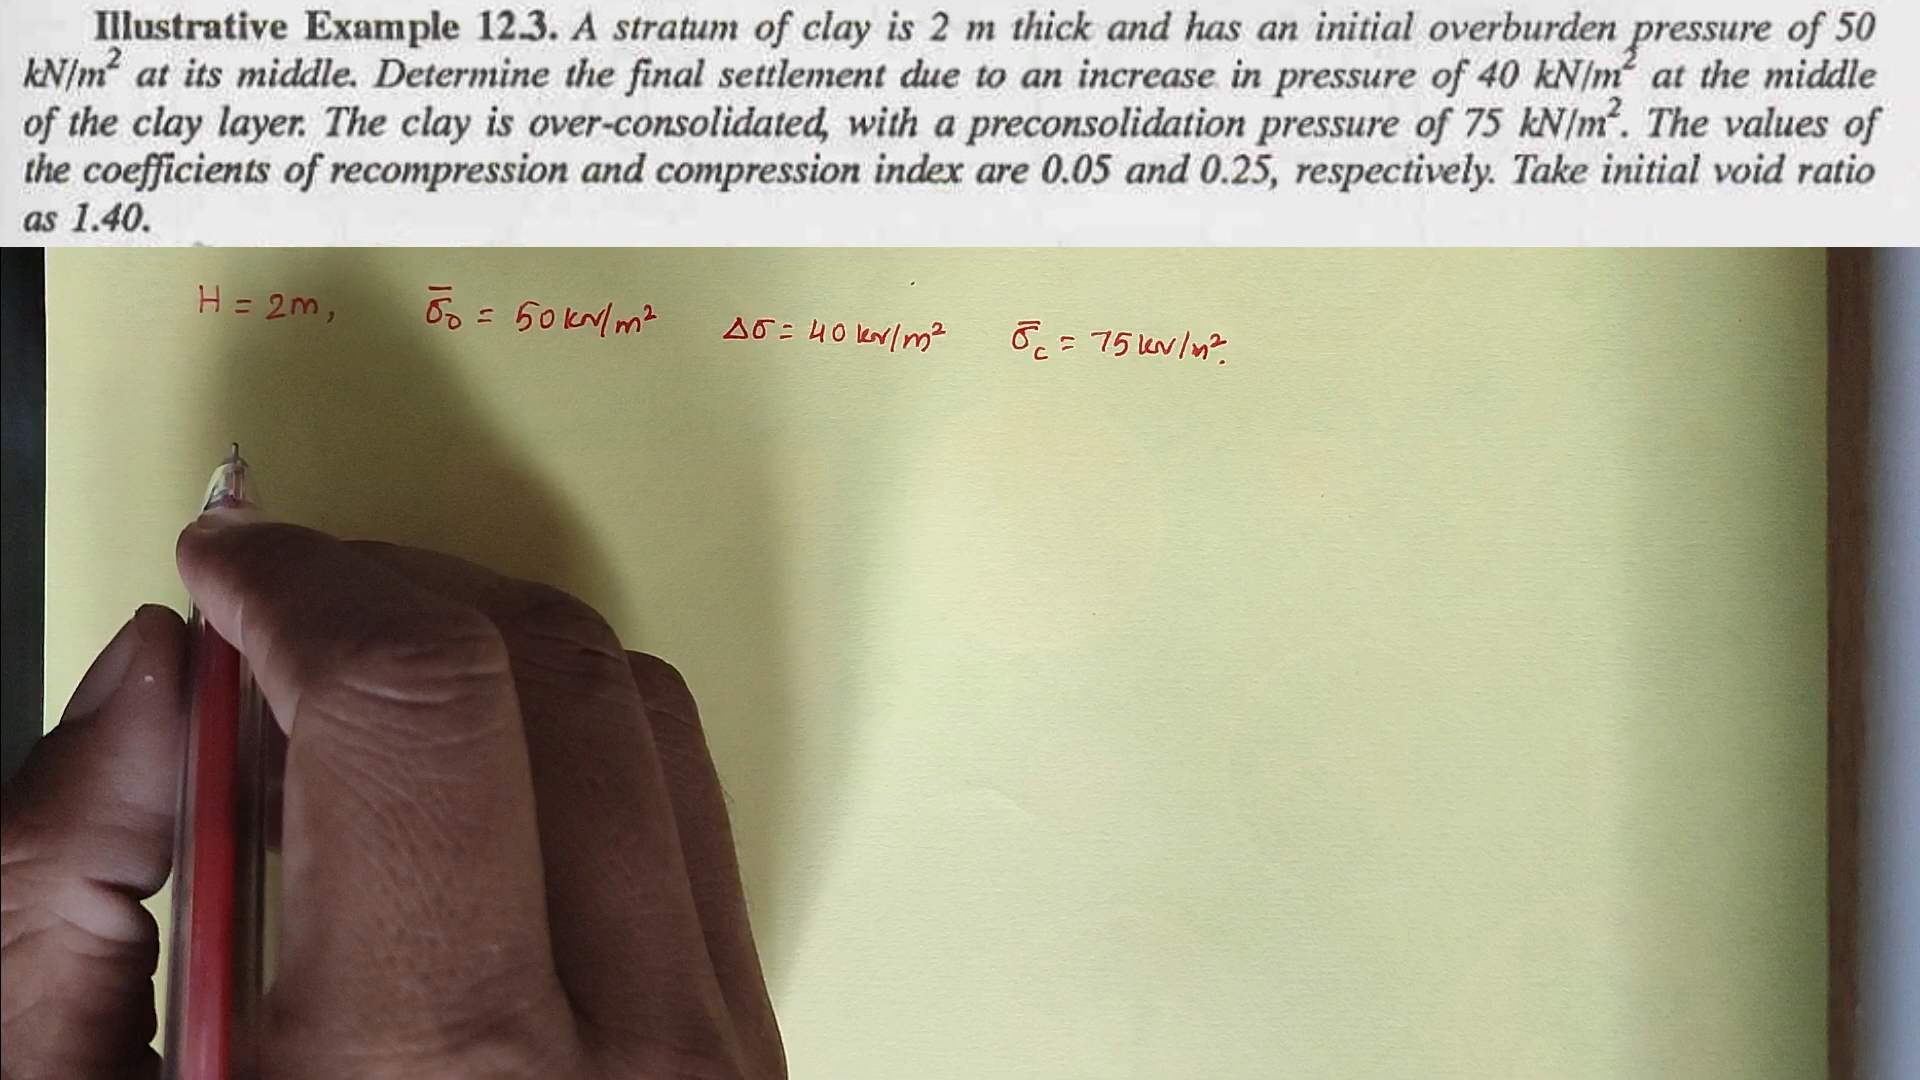 Illustrative Example 12.3. A stratum of clay is 2 m thick and has an initial overburden pressure of 50
kN/m² at its middle. Determine the final settlement due to an increase in pressure of 40 kN/m² at the middle
of the clay layer. The clay is over-consolidated, with a preconsolidation pressure of 75 kN/m². The values of
the coefficients of recompression and compression index are 0.05 and 0.25, respectively. Take initial void ratio
as 1.40.
H = 2m, σ̄₀ = 50 kN/m² Δσ = 40 kN/m² σ̄c = 75 kN/m².